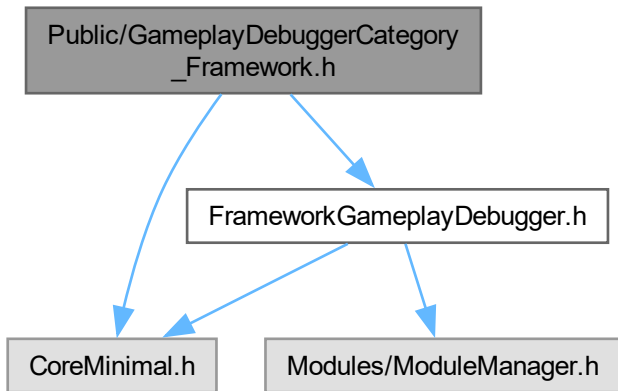 Public/GameplayDebuggerCategory
_Framework.h
FrameworkGameplayDebugger.h
CoreMinimal.h
Modules/ModuleManager.h